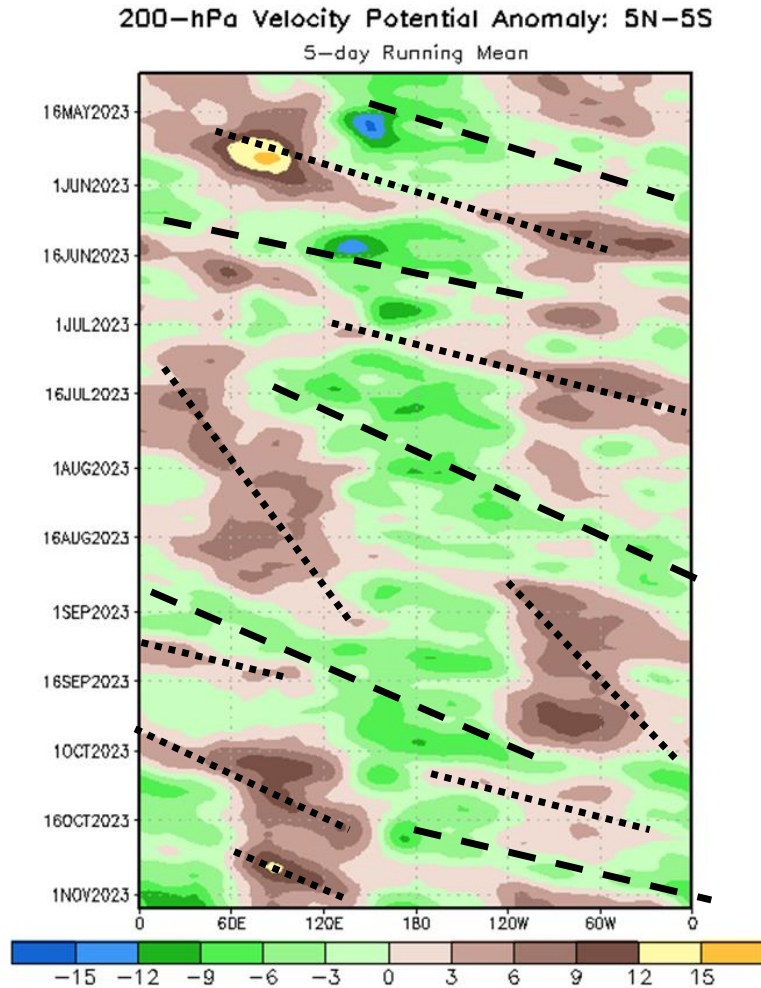 200-hPa Velocity Potential Anomaly: 5N-5S
5-day Running Mean
16MAY2023
1JUN2023
16JUN2023
1JUL2023
16JUL2023
1AUG2023
16AUG2023
1SEP2023
16SEP2023
1OCT2023
16OCT2023
1NOV2023
0 60E 120E 180 120W 60W 0
-15 -12 -9 -6 -3 0 3 6 9 12 15